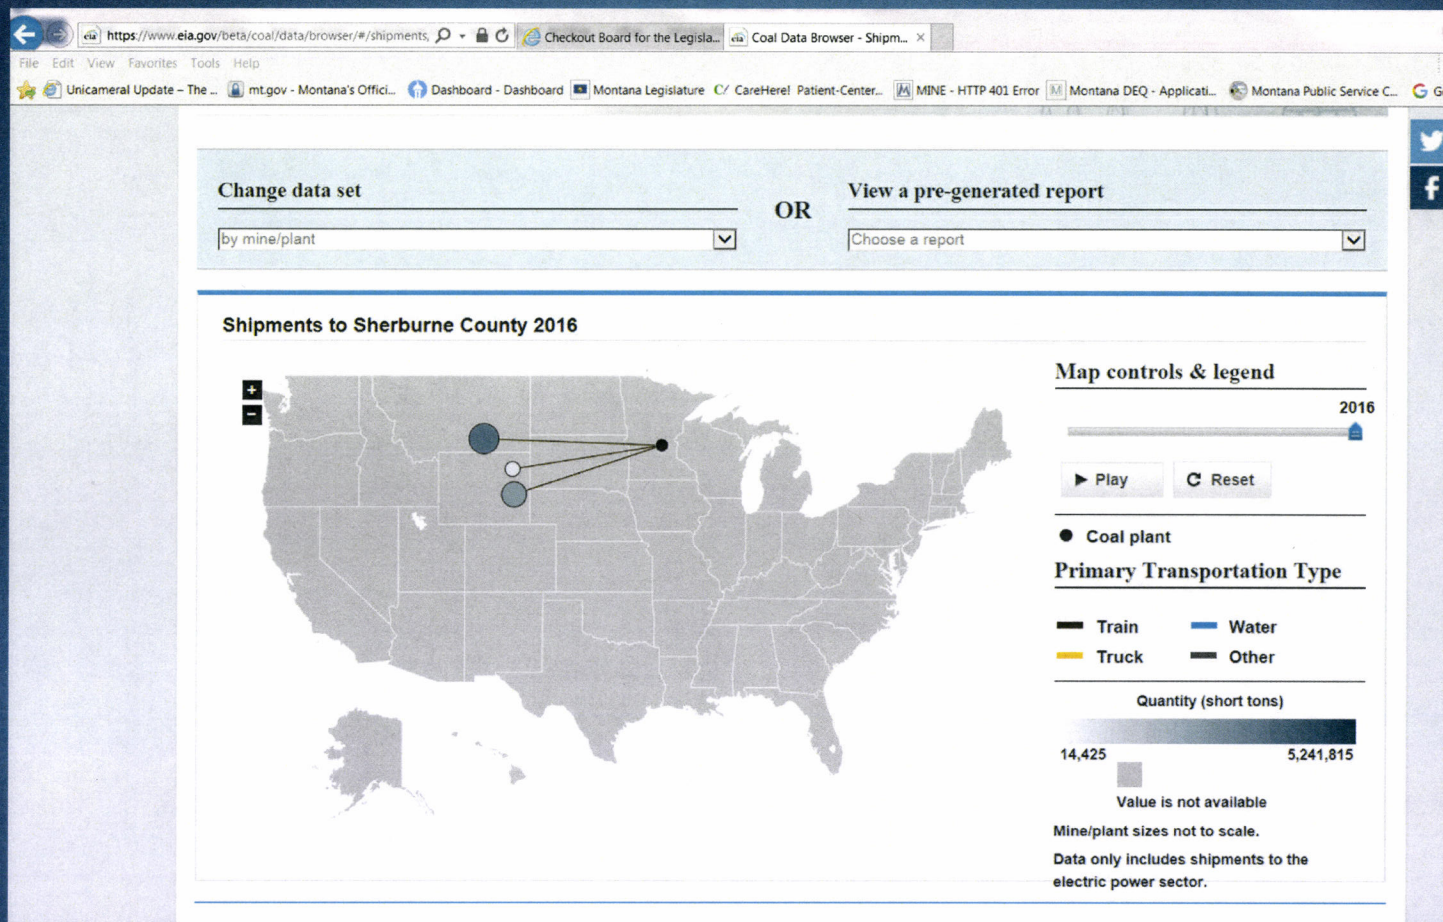 https://www.eia.gov/beta/coal/data/browser/#/shipments,
Checkout Board for the Legisla...
eia Coal Data Browser - Shipm... ×
File Edit View Favorites Tools Help
Unicameral Update – The ...
mt.gov - Montana's Offici...
Dashboard - Dashboard
Montana Legislature
CareHere! Patient-Center...
MINE - HTTP 401 Error
Montana DEQ - Applicati...
Montana Public Service C...
G
Change data set
by mine/plant
OR
View a pre-generated report
Choose a report
Shipments to Sherburne County 2016
+
−
Map controls & legend
2016
Play
Reset
Coal plant
Primary Transportation Type
Train
Water
Truck
Other
Quantity (short tons)
14,425
5,241,815
Value is not available
Mine/plant sizes not to scale.
Data only includes shipments to the
electric power sector.